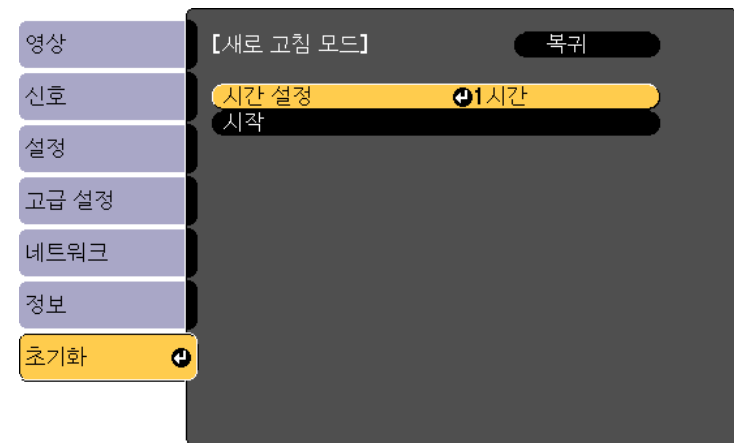 영상
신호
설정
고급 설정
네트워크
정보
초기화
[새로 고침 모드] 복귀
시간 설정 1시간
시작